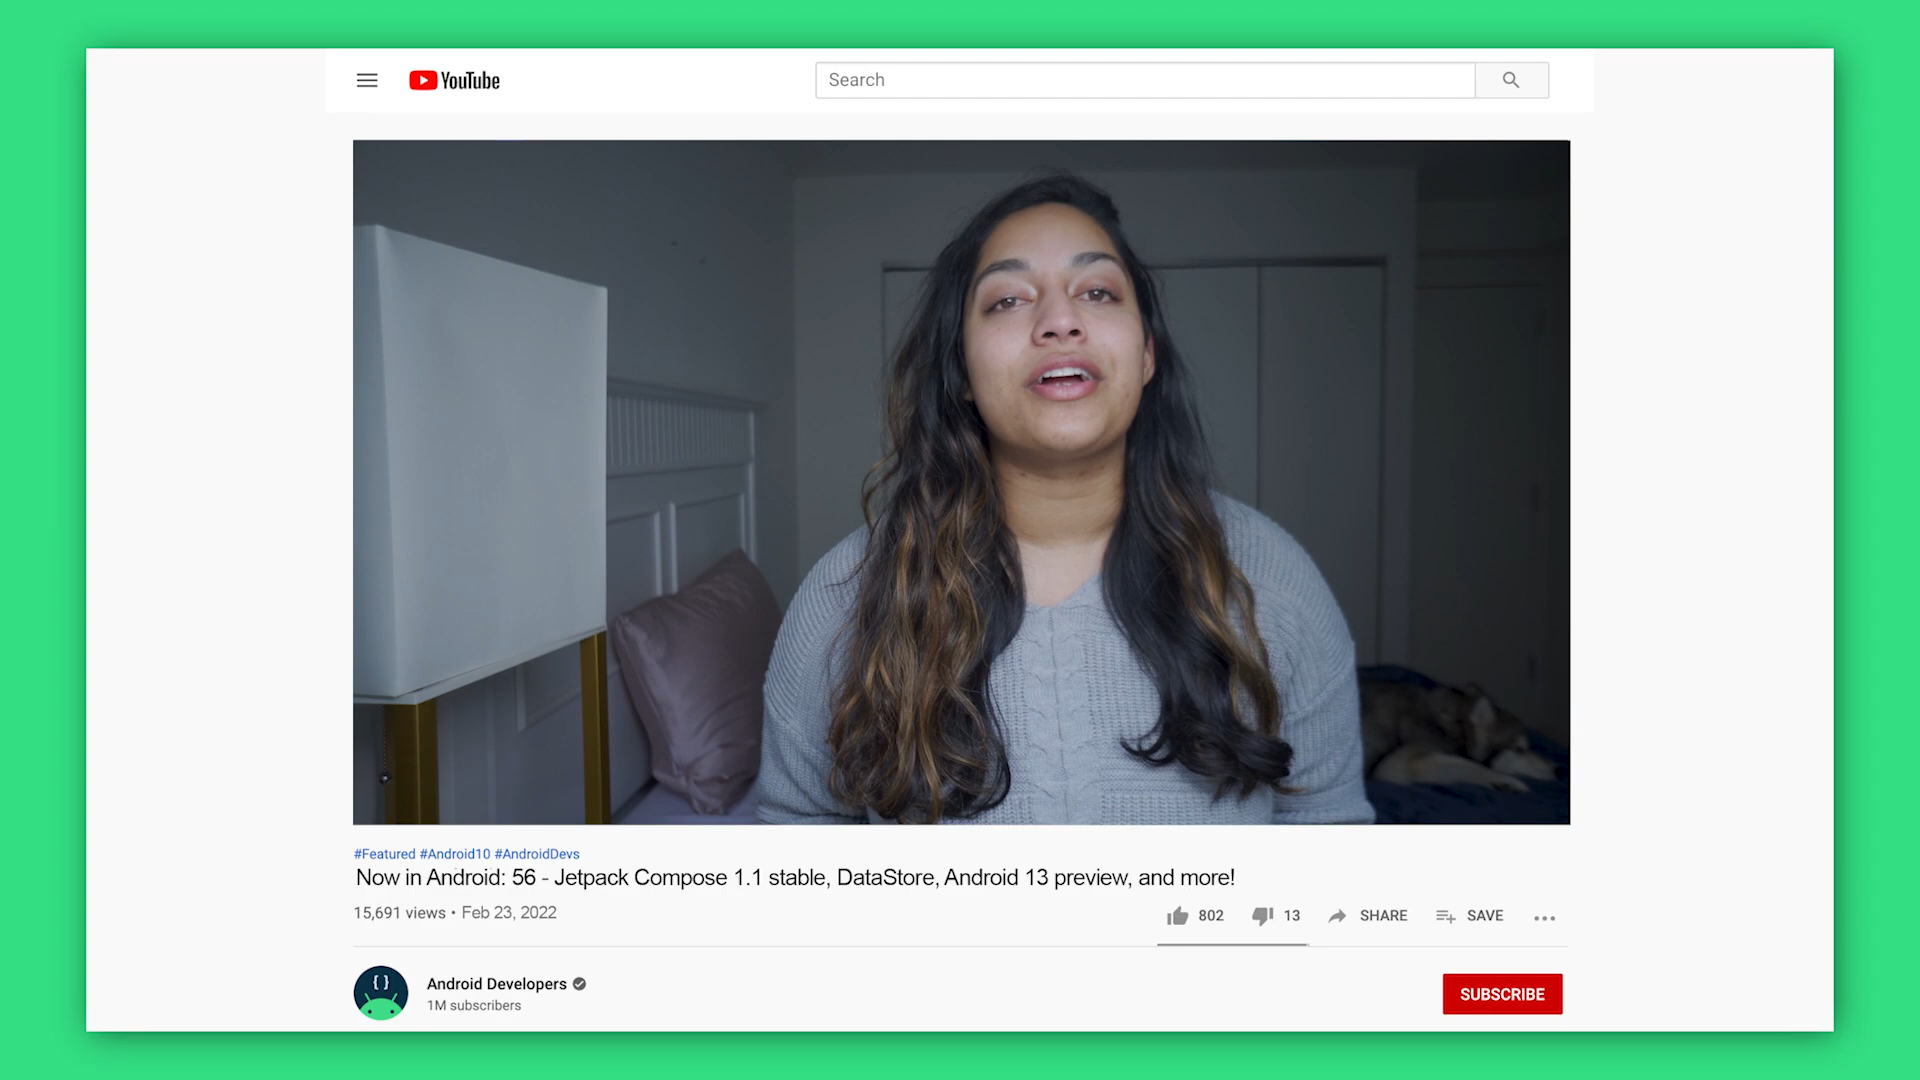 YouTube
Search
#Featured #Android10 #AndroidDevs
Now in Android: 56 - Jetpack Compose 1.1 stable, DataStore, Android 13 preview, and more!
15,691 views • Feb 23, 2022
802 13 SHARE SAVE
{ }
Android Developers
1M subscribers
SUBSCRIBE